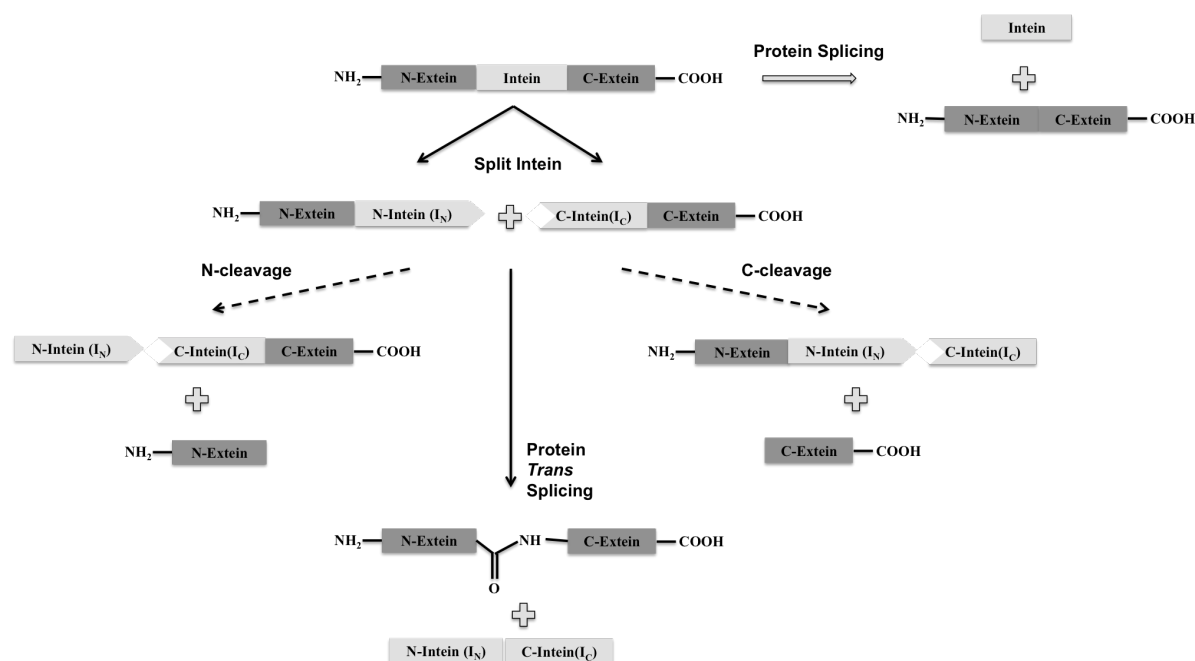 Intein
Protein Splicing
NH2 N-Extein Intein C-Extein COOH
NH2 N-Extein C-Extein COOH
Split Intein
NH2 N-Extein N-Intein (IN) C-Intein(IC) C-Extein COOH
N-cleavage C-cleavage
N-Intein (IN) C-Intein(IC) C-Extein COOH
NH2 N-Extein N-Intein (IN) C-Intein(IC)
NH2 N-Extein
C-Extein COOH
Protein
Trans
Splicing
NH2 N-Extein NH C-Extein COOH
O
N-Intein (IN) C-Intein(IC)